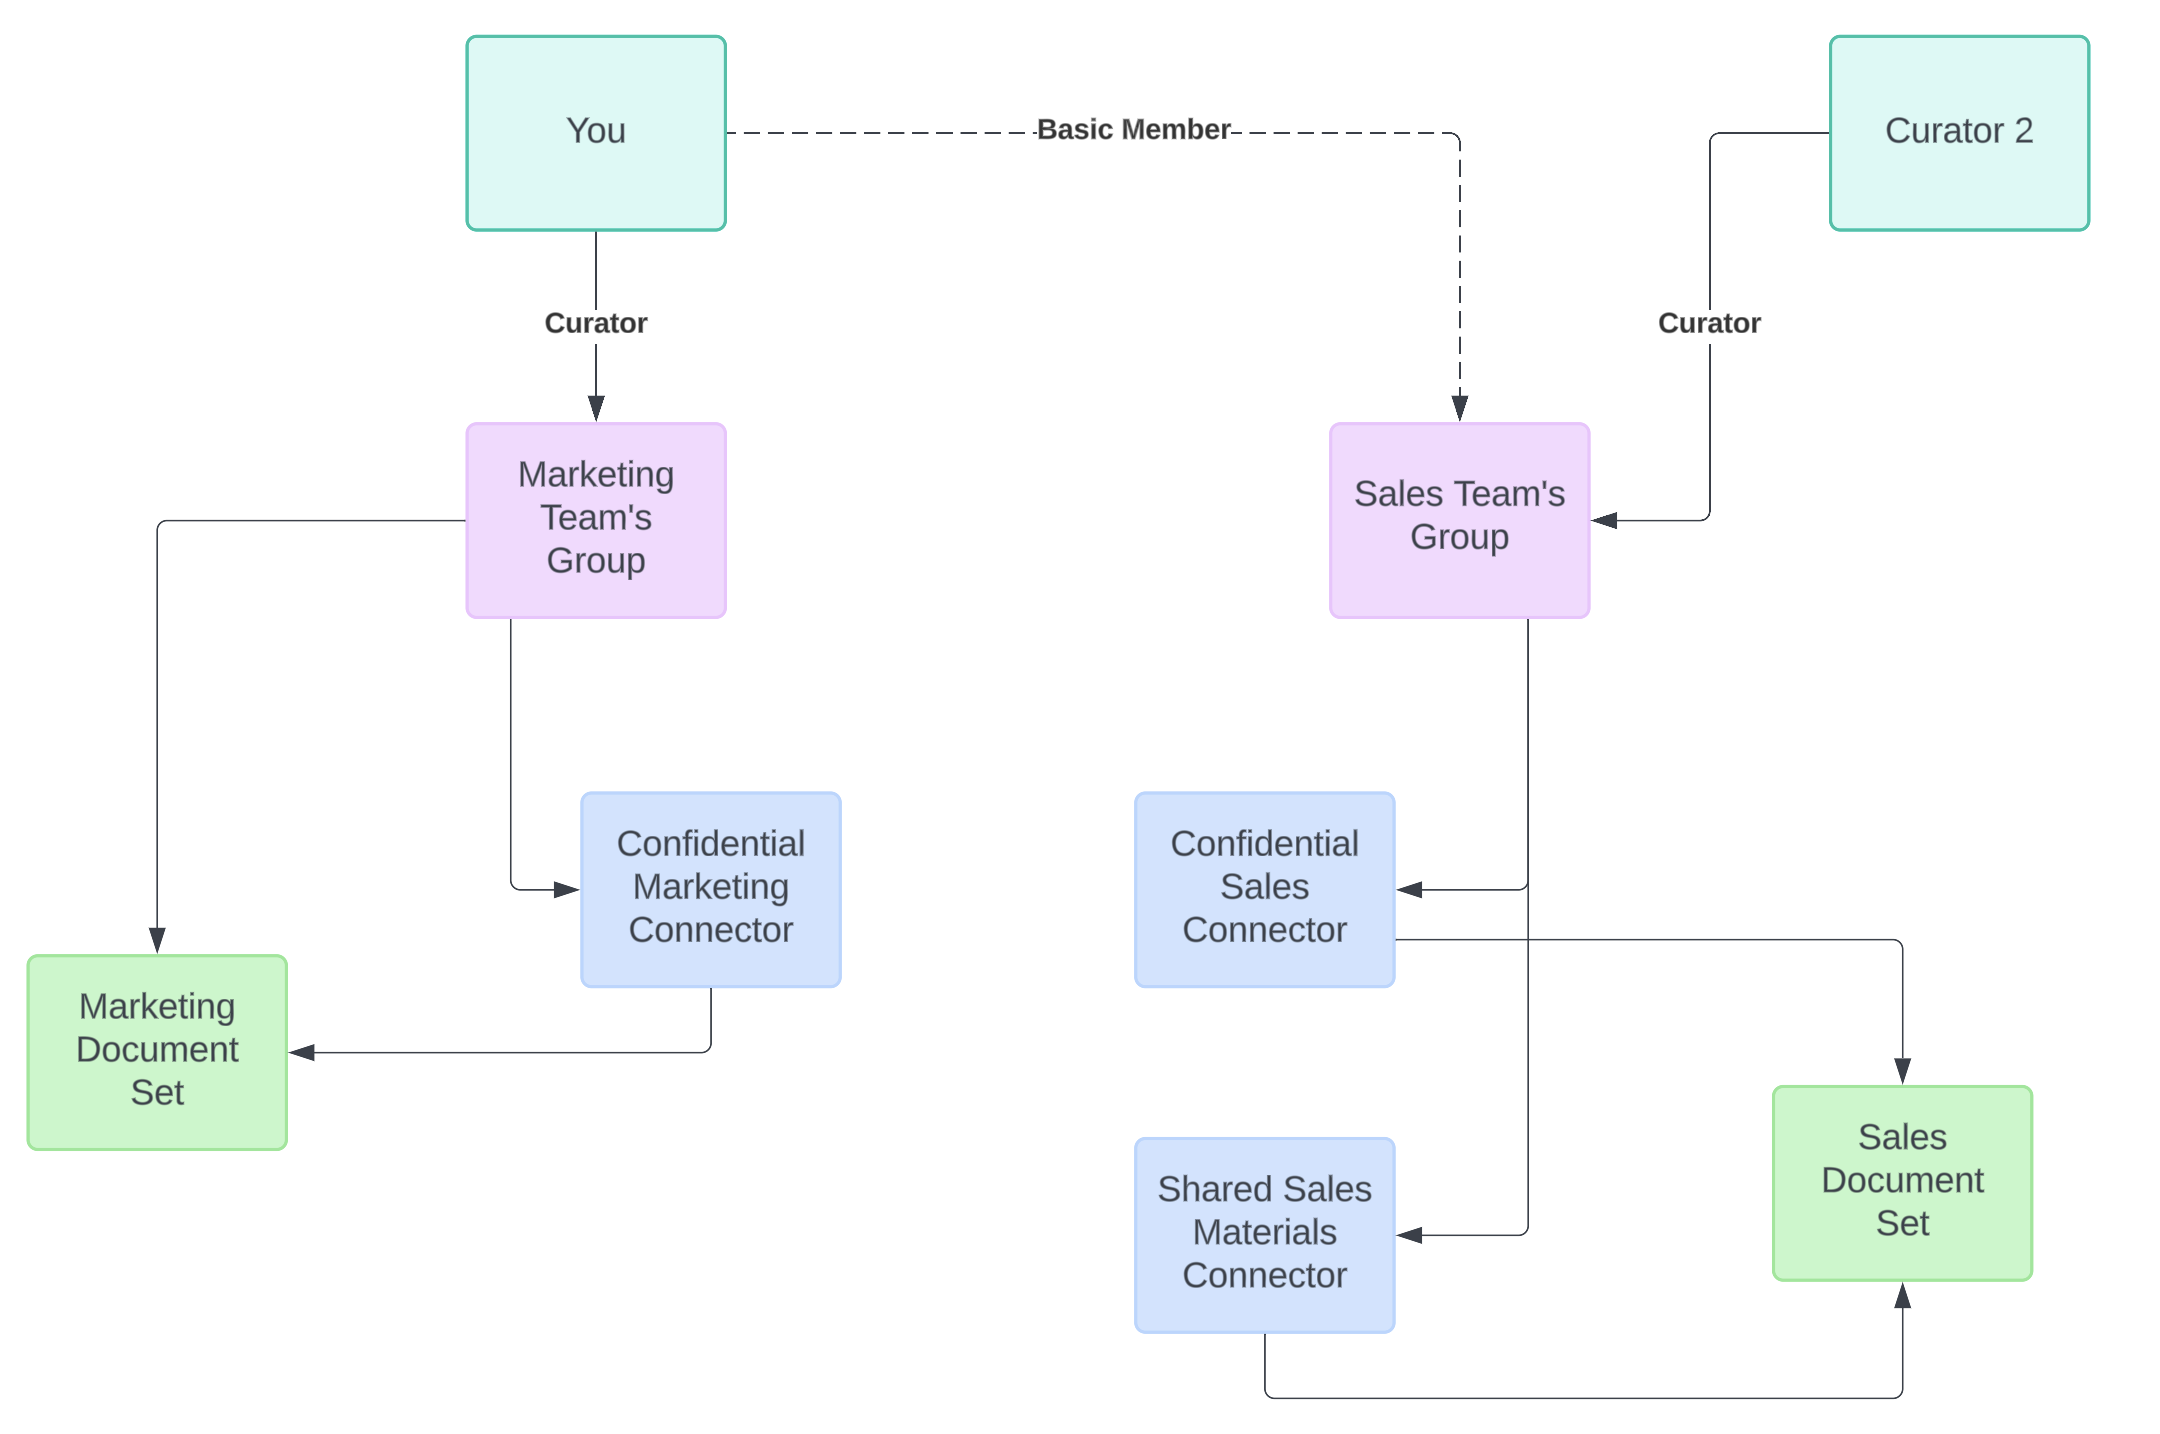 You
Basic Member
Curator 2
Curator
Curator
Marketing
Team's
Group
Sales Team's
Group
Confidential
Marketing
Connector
Confidential
Sales
Connector
Marketing
Document
Set
Shared Sales
Materials
Connector
Sales
Document
Set